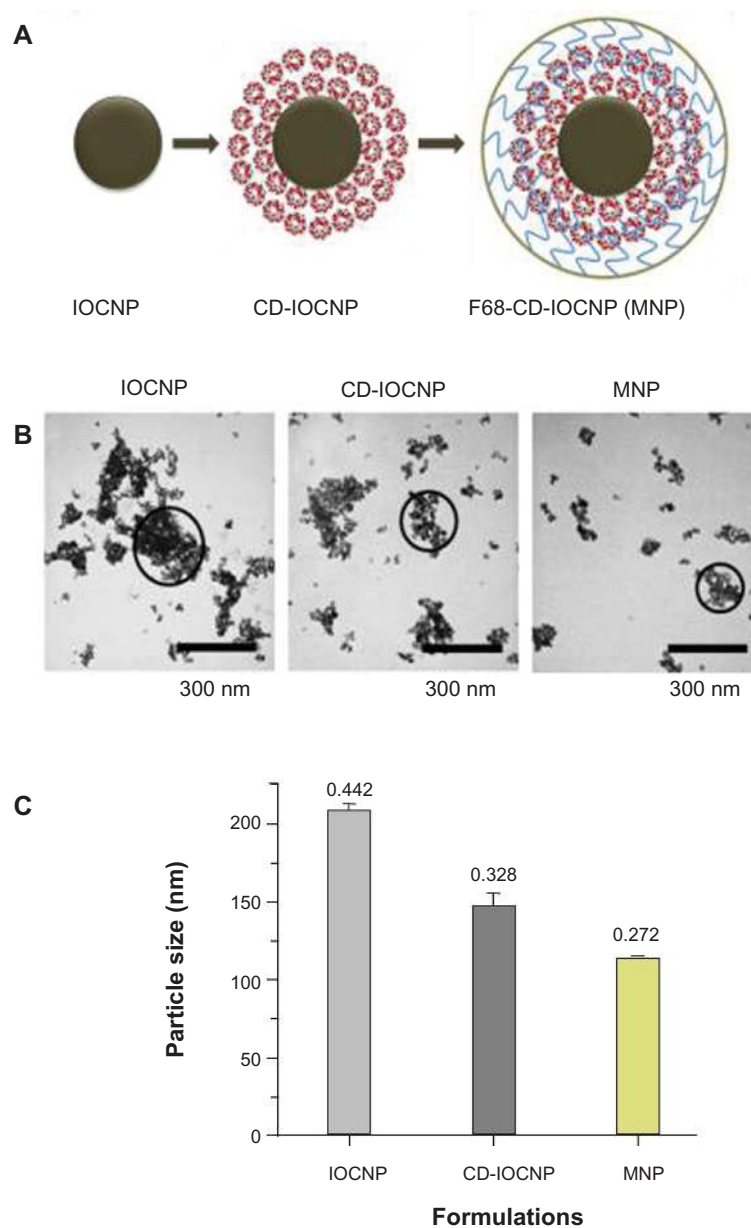 A
IOCNP CD-IOCNP F68-CD-IOCNP (MNP)
IOCNP CD-IOCNP MNP
B
300 nm 300 nm 300 nm
C
0.442
0.328
0.272
200
150
100
50
0
Particle size (nm)
IOCNP CD-IOCNP MNP
Formulations